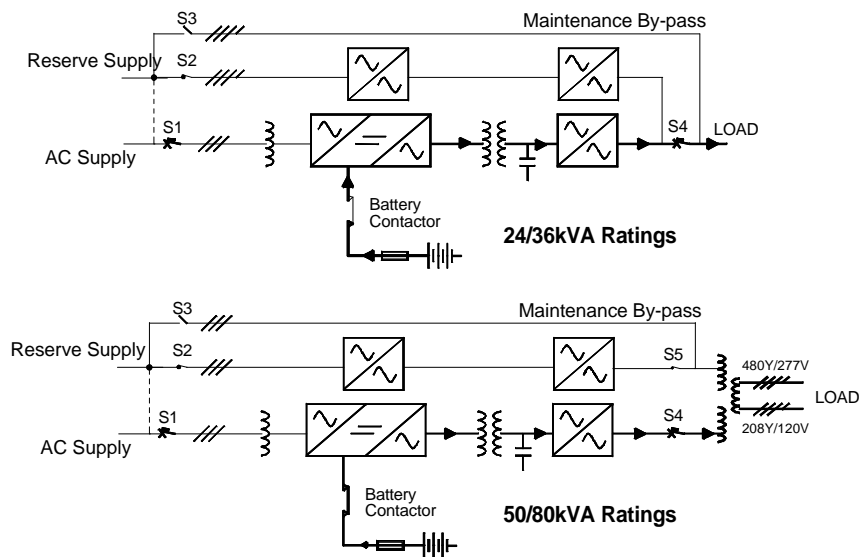 S3
Maintenance By-pass
Reserve Supply
S2
S1
S4
LOAD
AC Supply
Battery
Contactor
24/36kVA Ratings
S3
Maintenance By-pass
Reserve Supply
S2
S5
480Y/277V
LOAD
S1
S4
208Y/120V
AC Supply
Battery
Contactor
50/80kVA Ratings